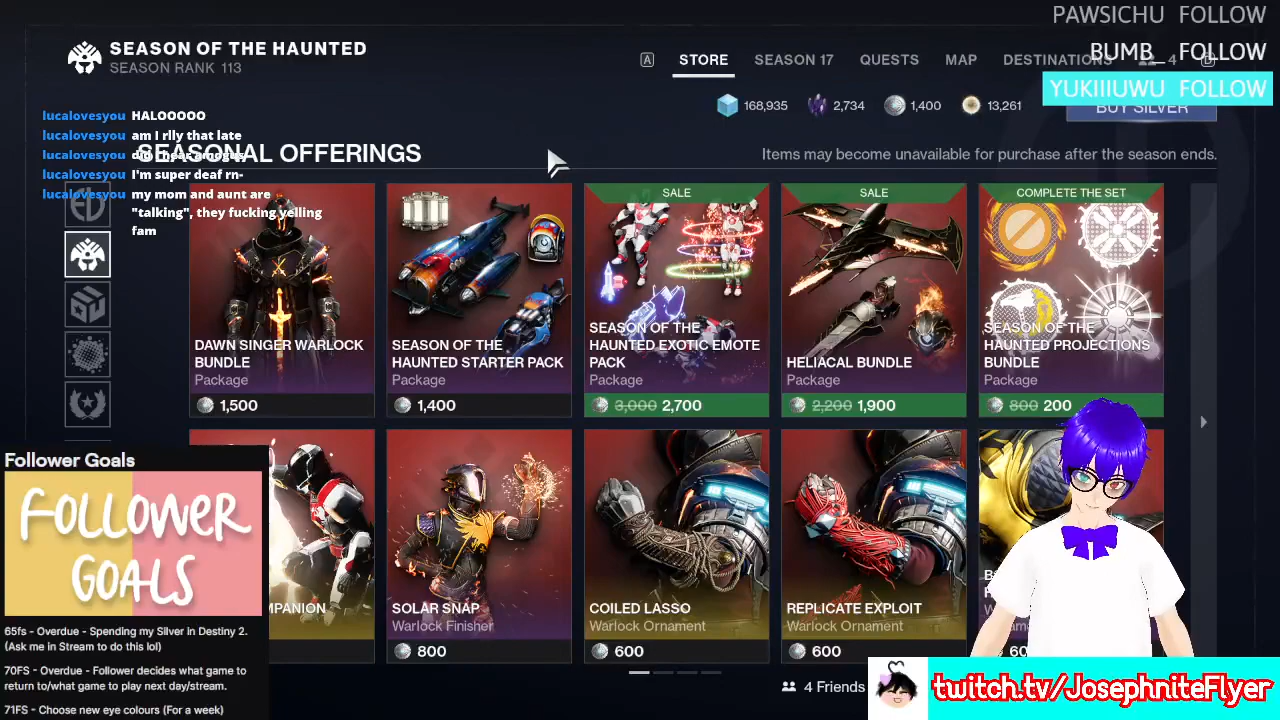 PAWSICHU FOLLOW
BUMB_ FOLLOW
YUKIIIUWU FOLLOW
SEASON OF THE HAUNTED
SEASON RANK 113
A STORE SEASON 17 QUESTS MAP DESTINATIONS 4 D
168,935 2,734 1,400 13,261
BUY SILVER
lucalovesyou HALOOOOO
lucalovesyou am I rlly that late
lucalovesyou did I hear amogus
lucalovesyou I'm super deaf rn-
lucalovesyou my mom and aunt are
"talking", they fucking yelling
fam
SEASONAL OFFERINGS
Items may become unavailable for purchase after the season ends.
DAWN SINGER WARLOCK
BUNDLE
Package
1,500
SEASON OF THE
HAUNTED STARTER PACK
Package
1,400
SALE
SEASON OF THE
HAUNTED EXOTIC EMOTE
PACK
Package
3,000 2,700
SALE
HELIACAL BUNDLE
Package
2,200 1,900
COMPLETE THE SET
SEASON OF THE
HAUNTED PROJECTIONS
BUNDLE
Package
800 200
SOLAR SNAP
Warlock Finisher
800
COILED LASSO
Warlock Ornament
600
REPLICATE EXPLOIT
Warlock Ornament
600
4 Friends
Follower Goals
FOLLOWER
GOALS
65fs - Overdue - Spending my Silver in Destiny 2.
(Ask me in Stream to do this lol)
70FS - Overdue - Follower decides what game to
return to/what game to play next day/stream.
71FS - Choose new eye colours (For a week)
twitch.tv/JosephniteFlyer